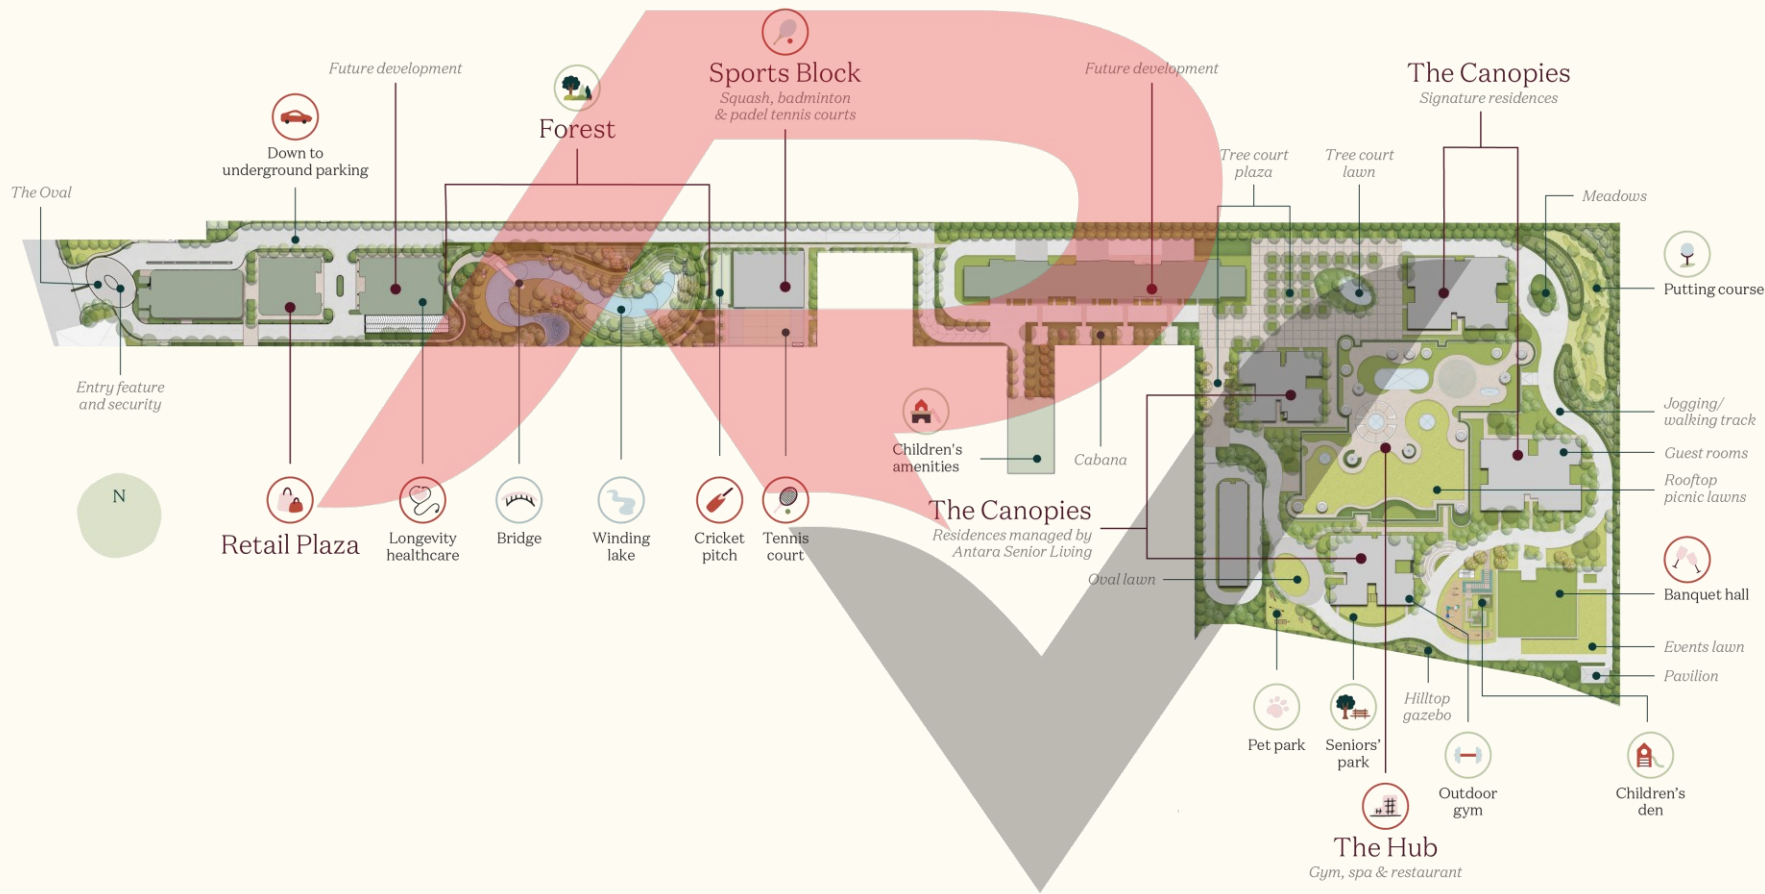 Sports Block
Squash, badminton
& padel tennis courts
Future development
Future development
The Canopies
Signature residences
Forest
Down to
underground parking
The Oval
Tree court
plaza
Tree court
lawn
Meadows
Putting course
Entry feature
and security
Jogging/
walking track
Guest rooms
Rooftop
picnic lawns
Children's
amenities
Cabana
N
Retail Plaza
Longevity
healthcare
Bridge
Winding
lake
Cricket
pitch
Tennis
court
The Canopies
Residences managed by
Antara Senior Living
Oval lawn
Banquet hall
Events lawn
Pavilion
Pet park
Seniors'
park
Hilltop
gazebo
Outdoor
gym
Children's
den
The Hub
Gym, spa & restaurant